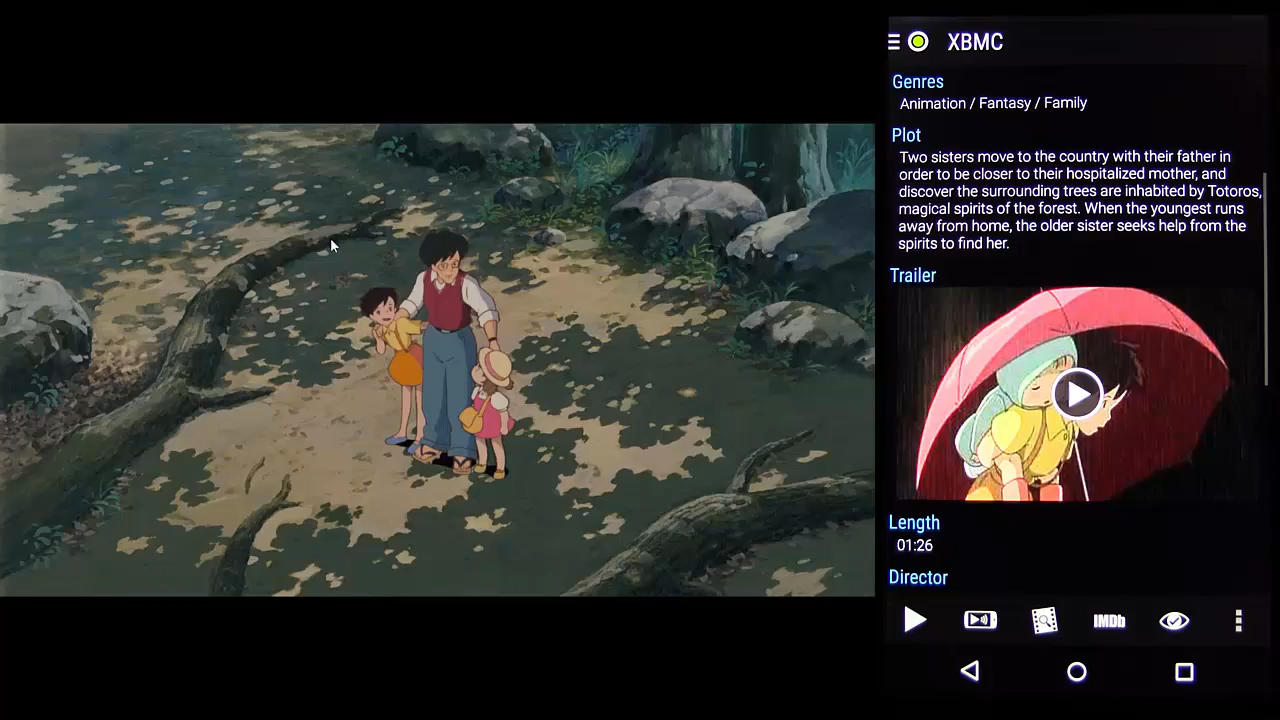 XBMC
Genres
Animation / Fantasy / Family
Plot
Two sisters move to the country with their father in
order to be closer to their hospitalized mother, and
discover the surrounding trees are inhabited by Totoros,
magical spirits of the forest. When the youngest runs
away from home, the older sister seeks help from the
spirits to find her.
Trailer
Length
01:26
Director
IMDb